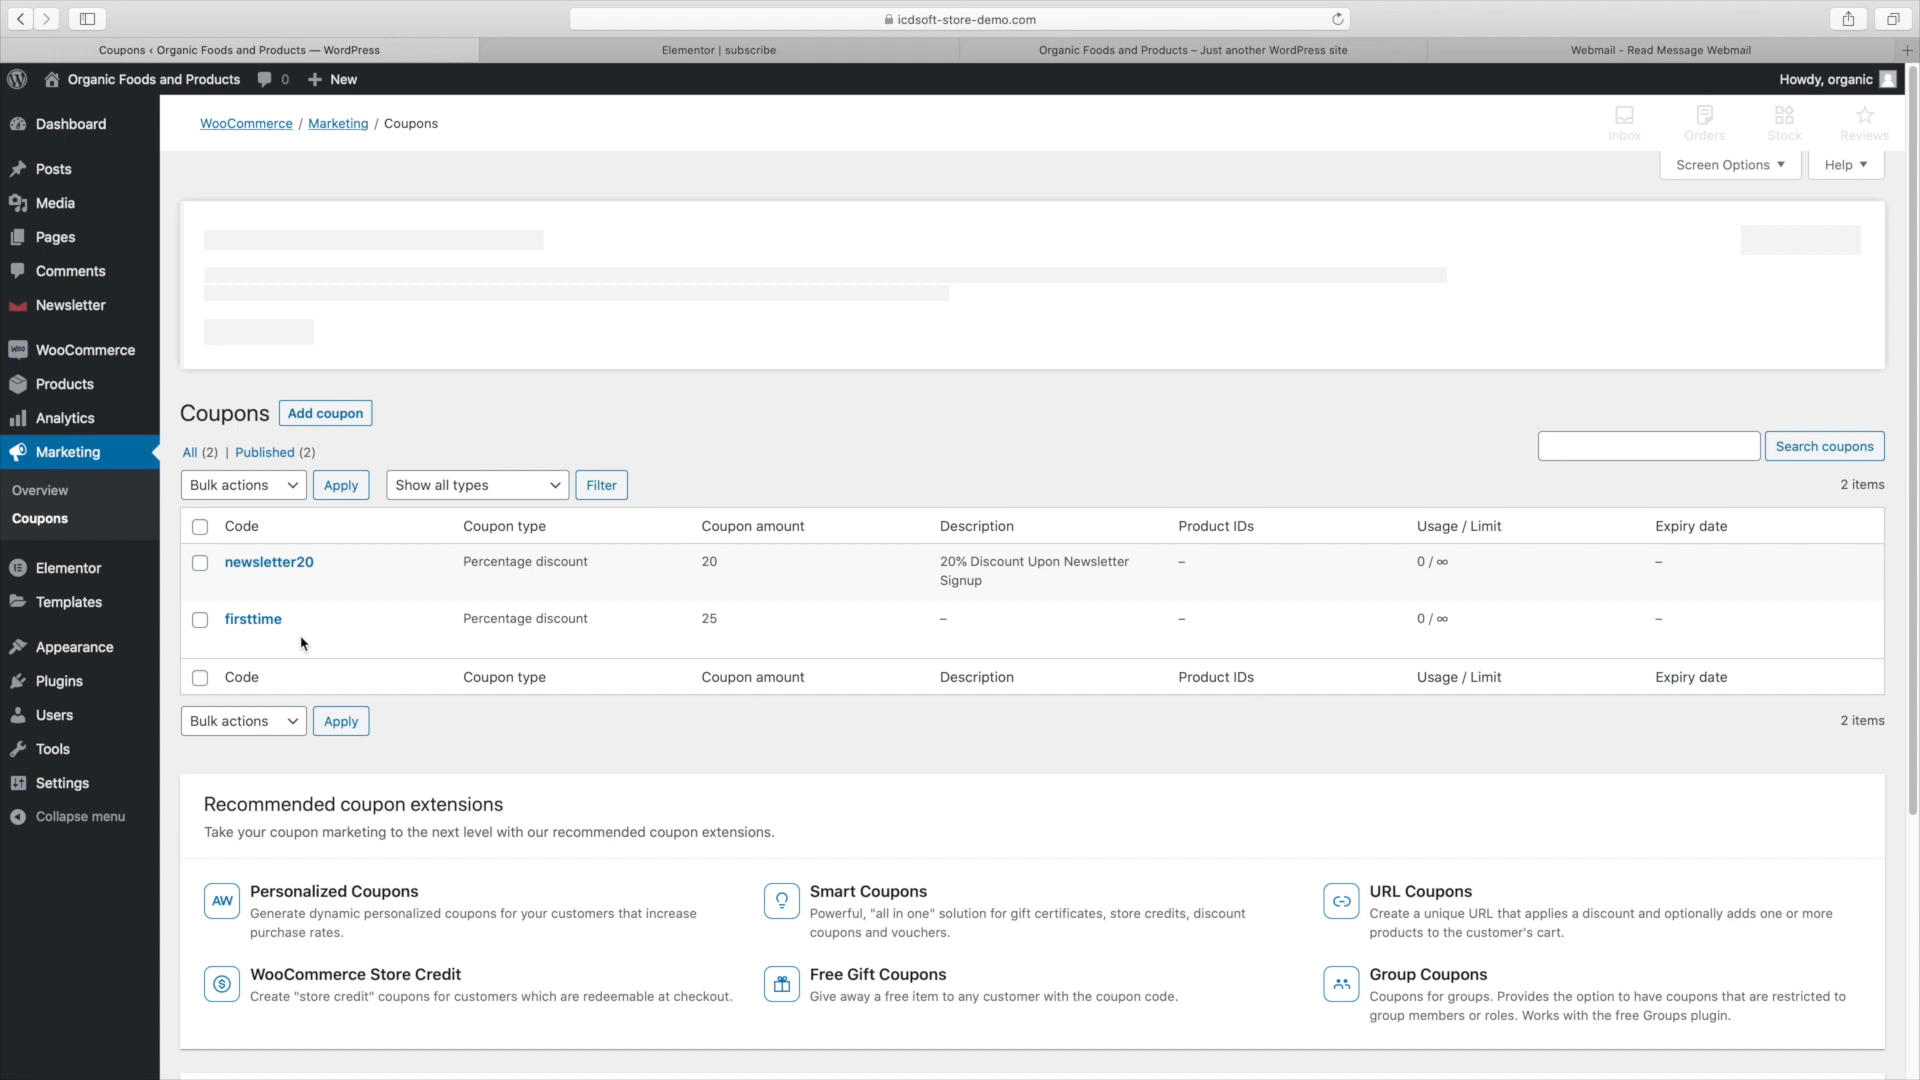 icdsoft-store-demo.com
Coupons ‹ Organic Foods and Products — WordPress
Elementor | subscribe
Organic Foods and Products – Just another WordPress site
Webmail - Read Message Webmail
Organic Foods and Products
0
New
Howdy, organic
Dashboard
Posts
Media
Pages
Comments
Newsletter
WooCommerce
Products
Analytics
Marketing
Overview
Coupons
Elementor
Templates
Appearance
Plugins
Users
Tools
Settings
Collapse menu
WooCommerce / Marketing / Coupons
Inbox
Orders
Stock
Reviews
Screen Options
Help
Coupons
Add coupon
All (2) | Published (2)
Search coupons
Bulk actions
Apply
Show all types
Filter
2 items
Code Coupon type Coupon amount Description Product IDs Usage / Limit Expiry date
newsletter20 Percentage discount 20 20% Discount Upon Newsletter – 0 / ∞ –
Signup
firsttime Percentage discount 25 – – 0 / ∞ –
Code Coupon type Coupon amount Description Product IDs Usage / Limit Expiry date
Bulk actions
Apply
2 items
Recommended coupon extensions
Take your coupon marketing to the next level with our recommended coupon extensions.
AW
Personalized Coupons
Generate dynamic personalized coupons for your customers that increase
purchase rates.
Smart Coupons
Powerful, "all in one" solution for gift certificates, store credits, discount
coupons and vouchers.
URL Coupons
Create a unique URL that applies a discount and optionally adds one or more
products to the customer's cart.
WooCommerce Store Credit
Create "store credit" coupons for customers which are redeemable at checkout.
Free Gift Coupons
Give away a free item to any customer with the coupon code.
Group Coupons
Coupons for groups. Provides the option to have coupons that are restricted to
group members or roles. Works with the free Groups plugin.